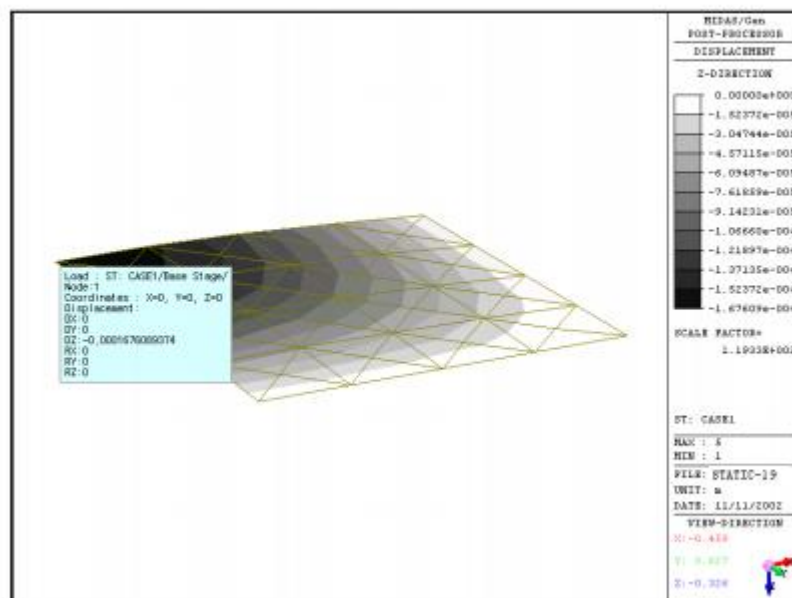 MIDAS/Gen
POST-PROCESSOR
DISPLACEMENT
Z-DIRECTION
0.00000e+000
-1.52372e-005
-3.04744e-005
-4.57115e-005
-6.09487e-005
-7.61859e-005
-9.14231e-005
-1.06660e-004
-1.21897e-004
-1.37135e-004
-1.52372e-004
-1.67609e-004
SCALE FACTOR=
ST: CASE1
MAX : 5
MIN : 1
FILE: STATIC-19
UNIT: m
DATE: 11/11/2002
VIEW-DIRECTION
Load : ST: CASE1/Base Stage/
Node:1
Coordinates : X=0, Y=0, Z=0
Displacement:
DX:0
DY:0
DZ:-0.0001676089374
RX:0
RY:0
RZ:0